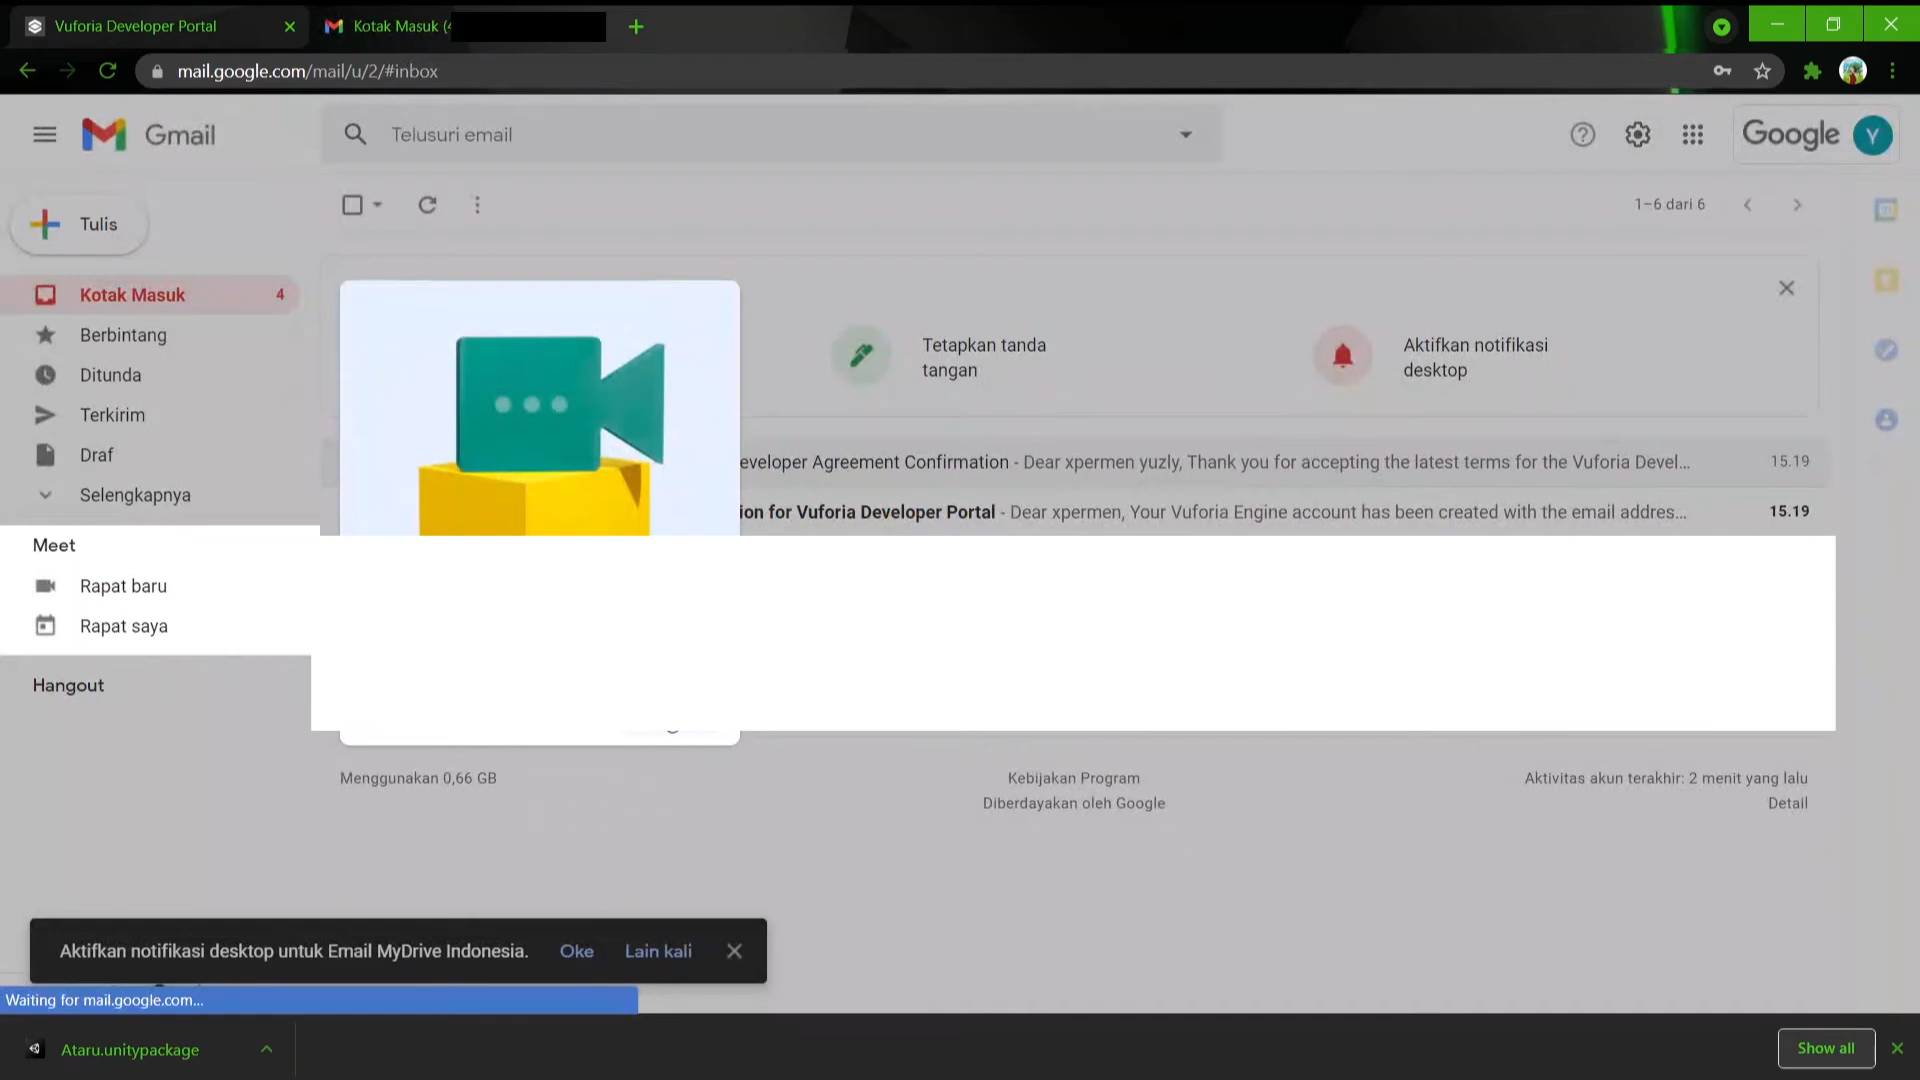 Vuforia Developer Portal
Kotak Masuk (4
mail.google.com/mail/u/2/#inbox
Gmail
Telusuri email
Google
Y
Tulis
1–6 dari 6
Kotak Masuk 4
Berbintang
Ditunda
Terkirim
Draf
Selengkapnya
Tetapkan tanda
tangan
Aktifkan notifikasi
desktop
eveloper Agreement Confirmation - Dear xpermen yuzly, Thank you for accepting the latest terms for the Vuforia Devel... 15.19
ion for Vuforia Developer Portal - Dear xpermen, Your Vuforia Engine account has been created with the email addres... 15.19
Meet
Rapat baru
Rapat saya
Hangout
Menggunakan 0,66 GB
Kebijakan Program
Diberdayakan oleh Google
Aktivitas akun terakhir: 2 menit yang lalu
Detail
Aktifkan notifikasi desktop untuk Email MyDrive Indonesia. Oke Lain kali
Waiting for mail.google.com...
Ataru.unitypackage
Show all